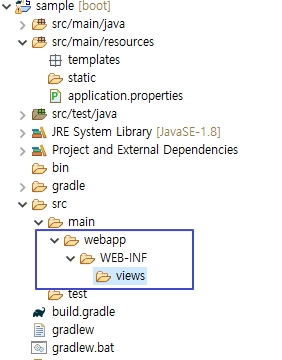 sample [boot]
src/main/java
src/main/resources
templates
static
application.properties
src/test/java
JRE System Library [JavaSE-1.8]
Project and External Dependencies
bin
gradle
src
main
webapp
WEB-INF
views
test
build.gradle
gradlew
gradlew.bat